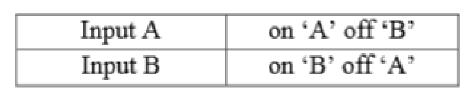 Input A on ‘A’ off ‘B’
Input B on ‘B’ off ‘A’